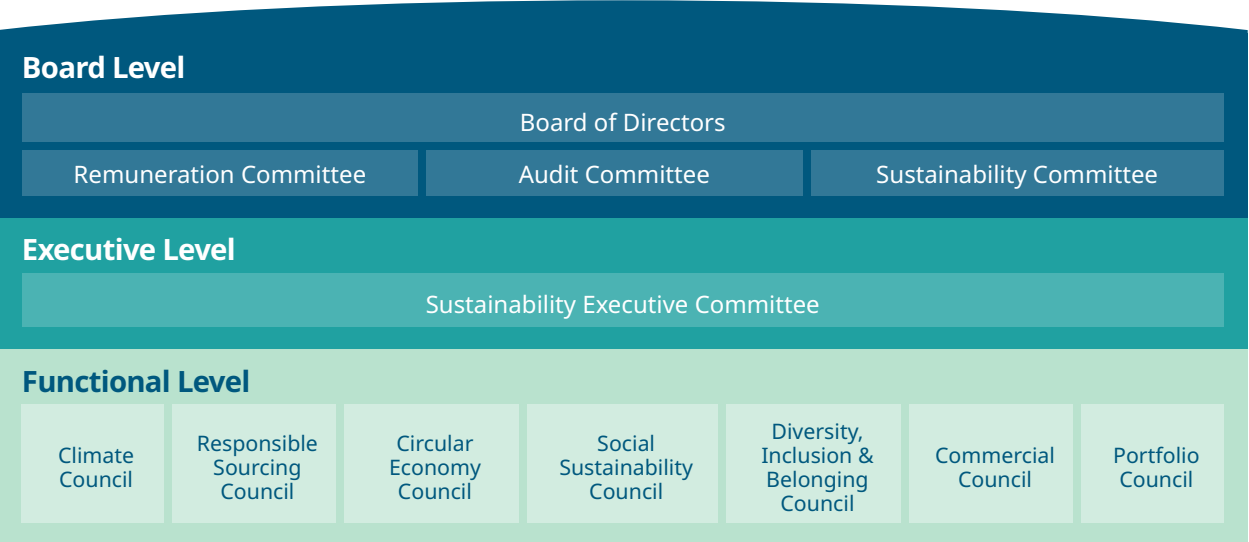 Board Level
Board of Directors
Remuneration Committee
Audit Committee
Sustainability Committee
Executive Level
Sustainability Executive Committee
Functional Level
Climate
Council
Responsible
Sourcing
Council
Circular
Economy
Council
Social
Sustainability
Council
Diversity,
Inclusion &
Belonging
Council
Commercial
Council
Portfolio
Council